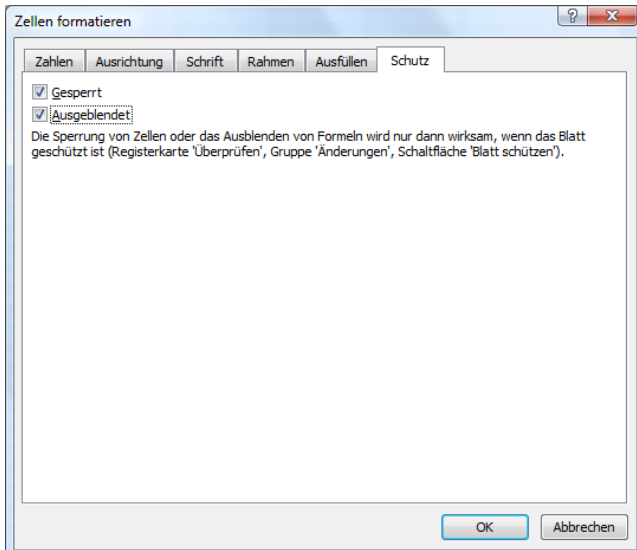 Zellen formatieren
Zahlen Ausrichtung Schrift Rahmen Ausfüllen Schutz
Gesperrt
Ausgeblendet
Die Sperrung von Zellen oder das Ausblenden von Formeln wird nur dann wirksam, wenn das Blatt
geschützt ist (Registerkarte 'Überprüfen', Gruppe 'Änderungen', Schaltfläche 'Blatt schützen').
OK Abbrechen